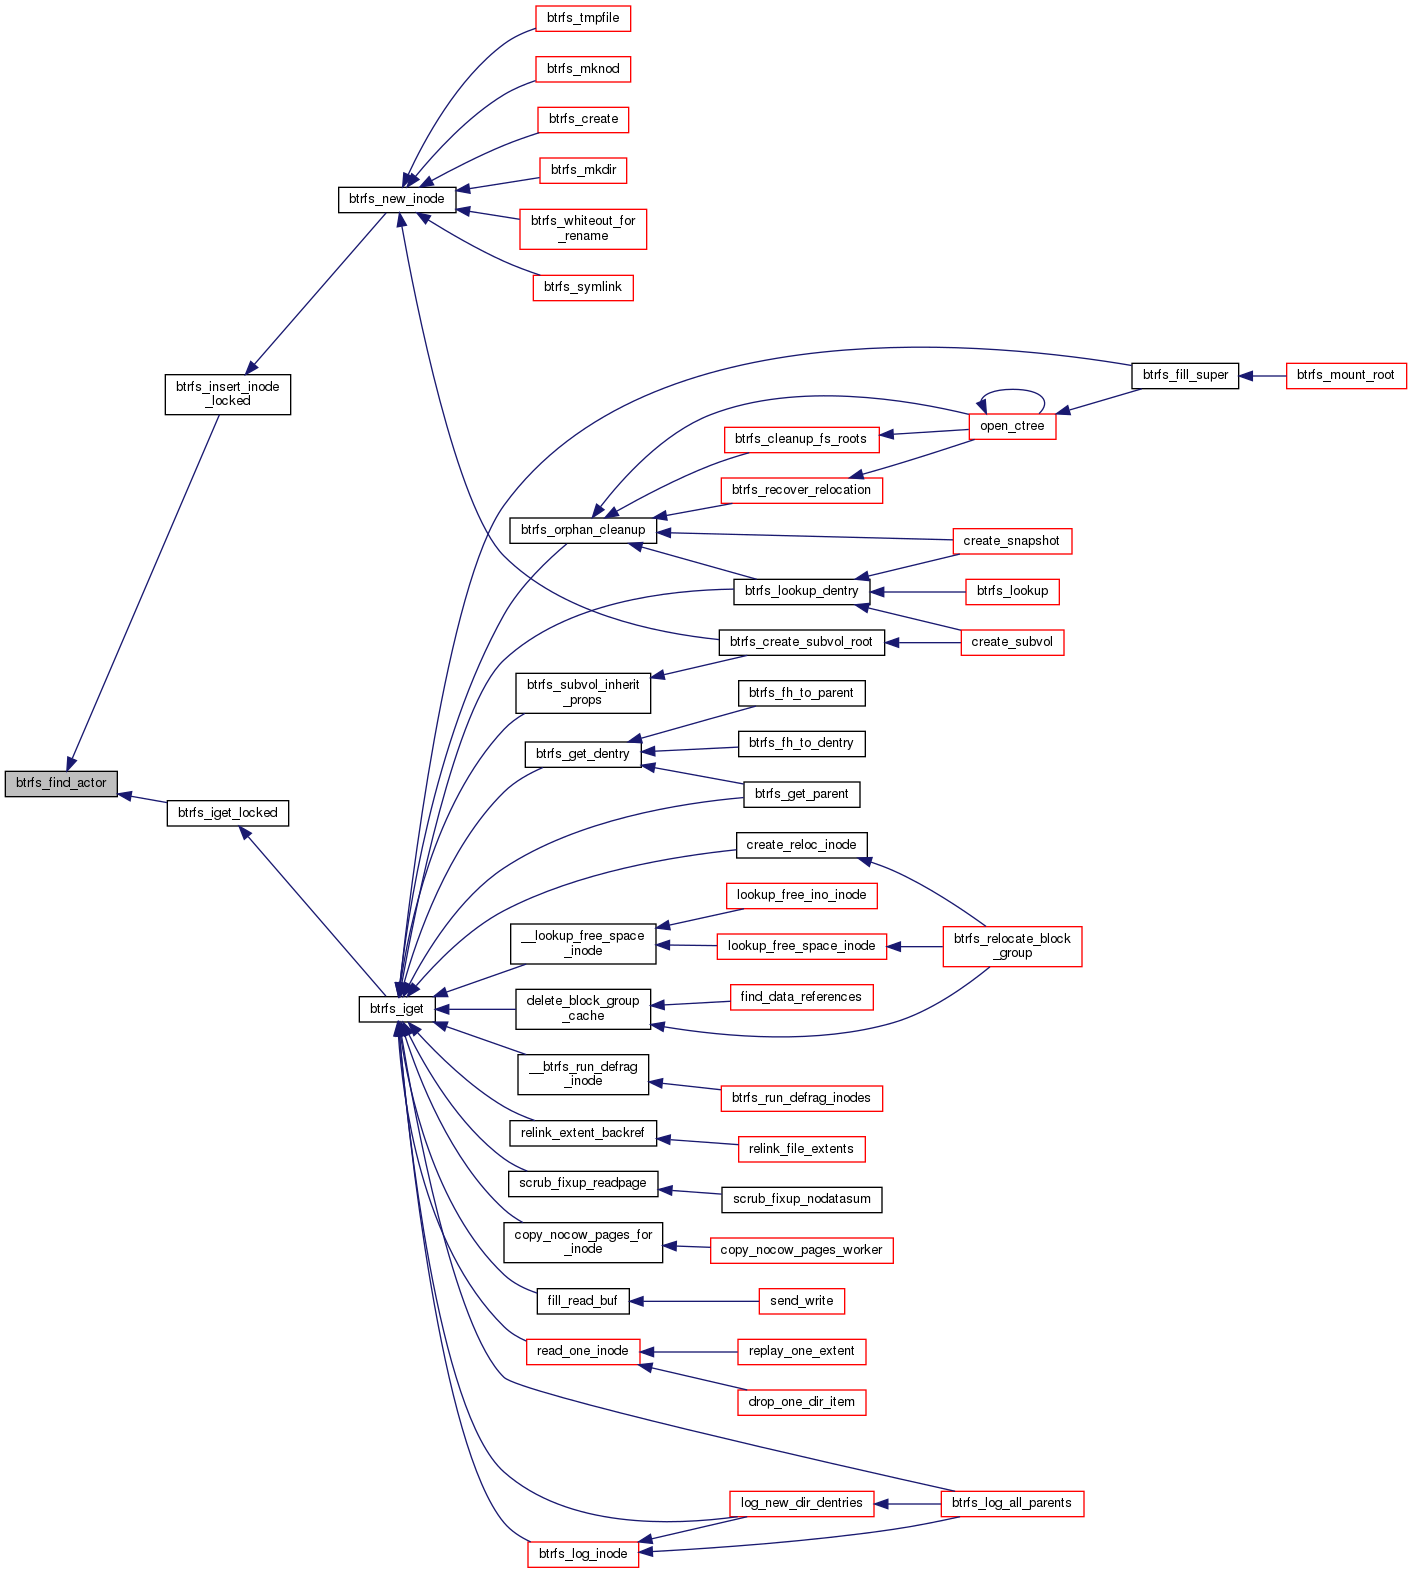 btrfs_tmpfile
btrfs_mknod
btrfs_create
btrfs_mkdir
btrfs_new_inode
btrfs_whiteout_for
_rename
btrfs_symlink
btrfs_fill_super
btrfs_mount_root
btrfs_insert_inode
_locked
open_ctree
btrfs_cleanup_fs_roots
btrfs_recover_relocation
btrfs_orphan_cleanup
create_snapshot
btrfs_lookup_dentry
btrfs_lookup
btrfs_create_subvol_root
create_subvol
btrfs_subvol_inherit
_props
btrfs_fh_to_parent
btrfs_get_dentry
btrfs_fh_to_dentry
btrfs_find_actor
btrfs_get_parent
btrfs_iget_locked
create_reloc_inode
lookup_free_ino_inode
__lookup_free_space
_inode
lookup_free_space_inode
btrfs_relocate_block
_group
btrfs_iget
delete_block_group
_cache
find_data_references
__btrfs_run_defrag
_inode
btrfs_run_defrag_inodes
relink_extent_backref
relink_file_extents
scrub_fixup_readpage
scrub_fixup_nodatasum
copy_nocow_pages_for
_inode
copy_nocow_pages_worker
fill_read_buf
send_write
read_one_inode
replay_one_extent
drop_one_dir_item
log_new_dir_dentries
btrfs_log_all_parents
btrfs_log_inode